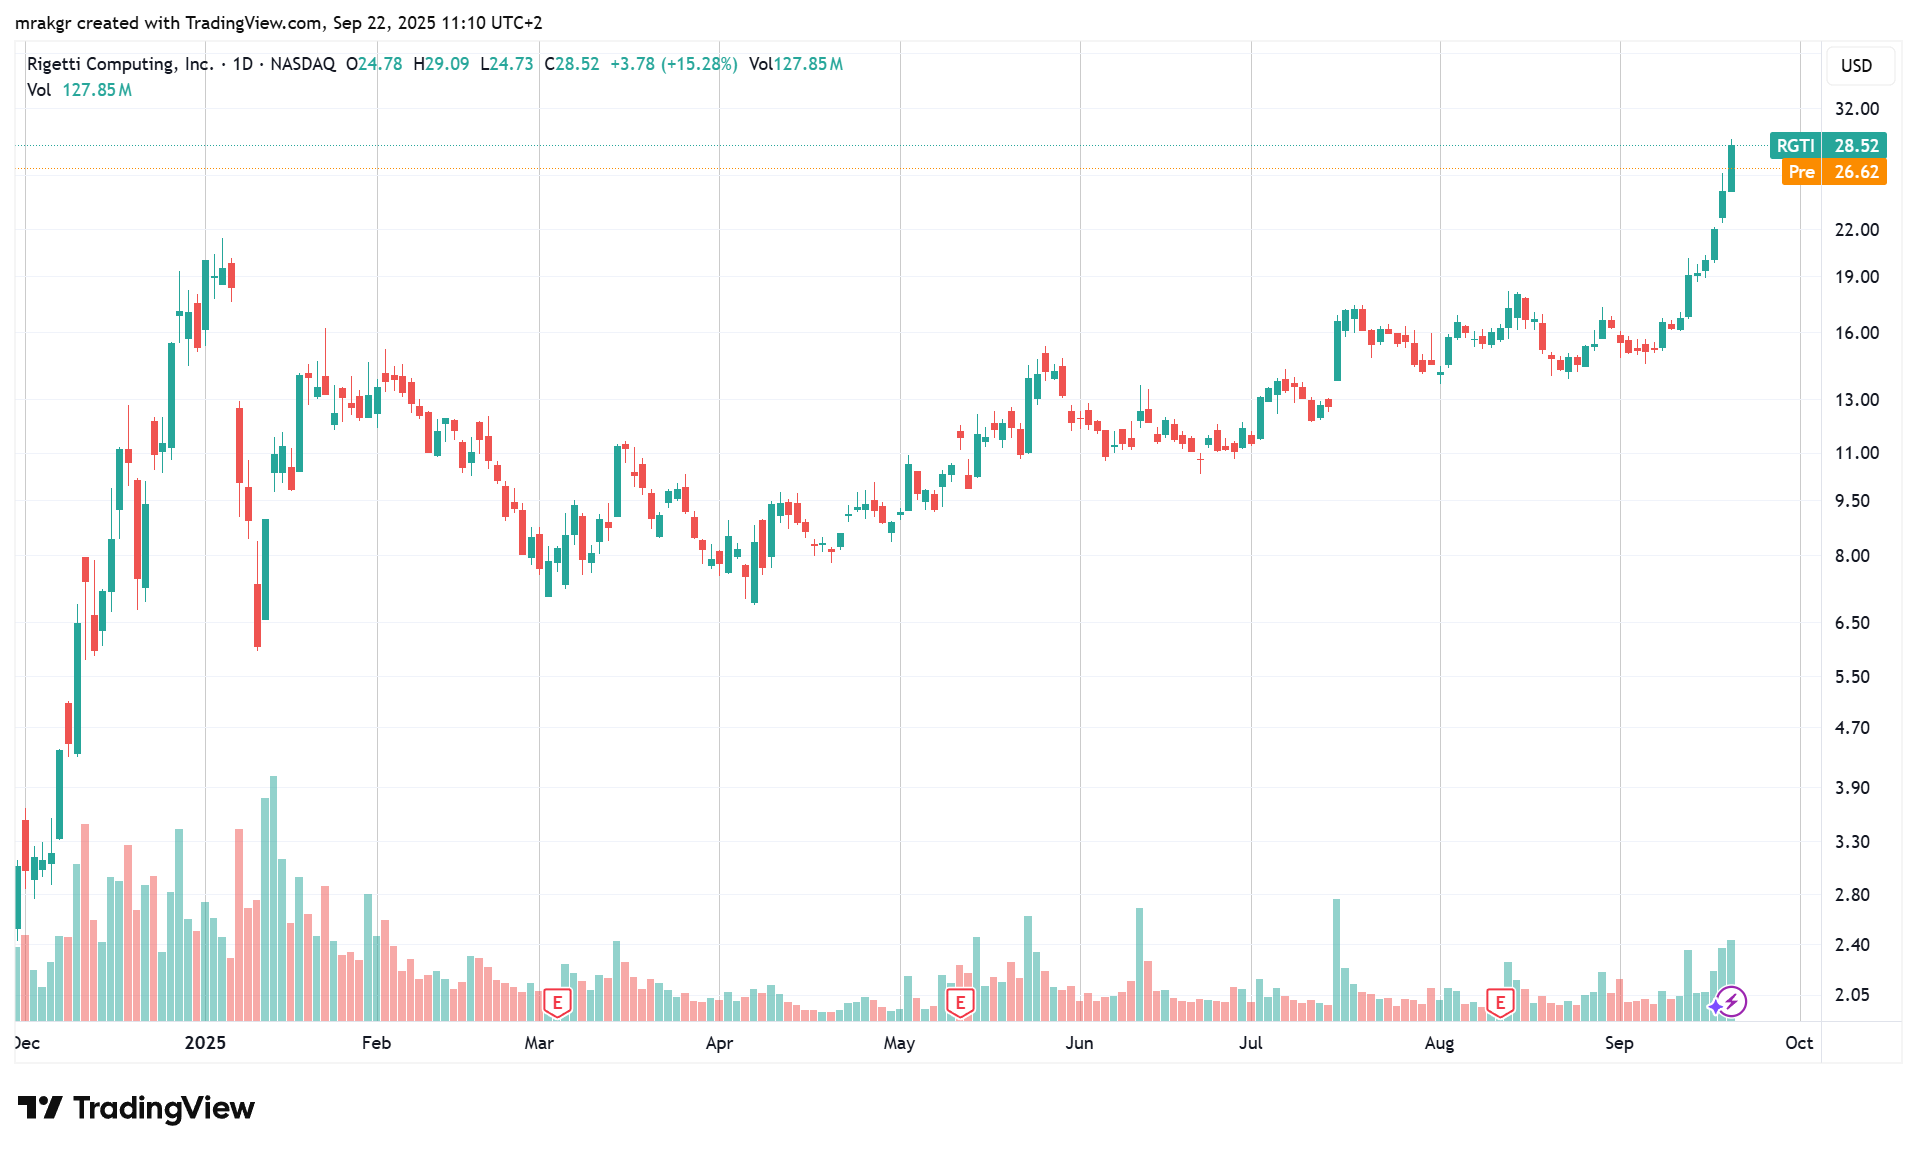 mrakgr created with TradingView.com, Sep 22, 2025 11:10 UTC+2
Rigetti Computing, Inc. · 1D · NASDAQ O24.78 H29.09 L24.73 C28.52 +3.78 (+15.28%) Vol127.85M
Vol 127.85M
USD
32.00
RGTI 28.52
Pre 26.62
22.00
19.00
16.00
13.00
11.00
9.50
8.00
6.50
5.50
4.70
3.90
3.30
2.80
2.40
2.05
E E E
Dec 2025 Feb Mar Apr May Jun Jul Aug Sep Oct
TradingView